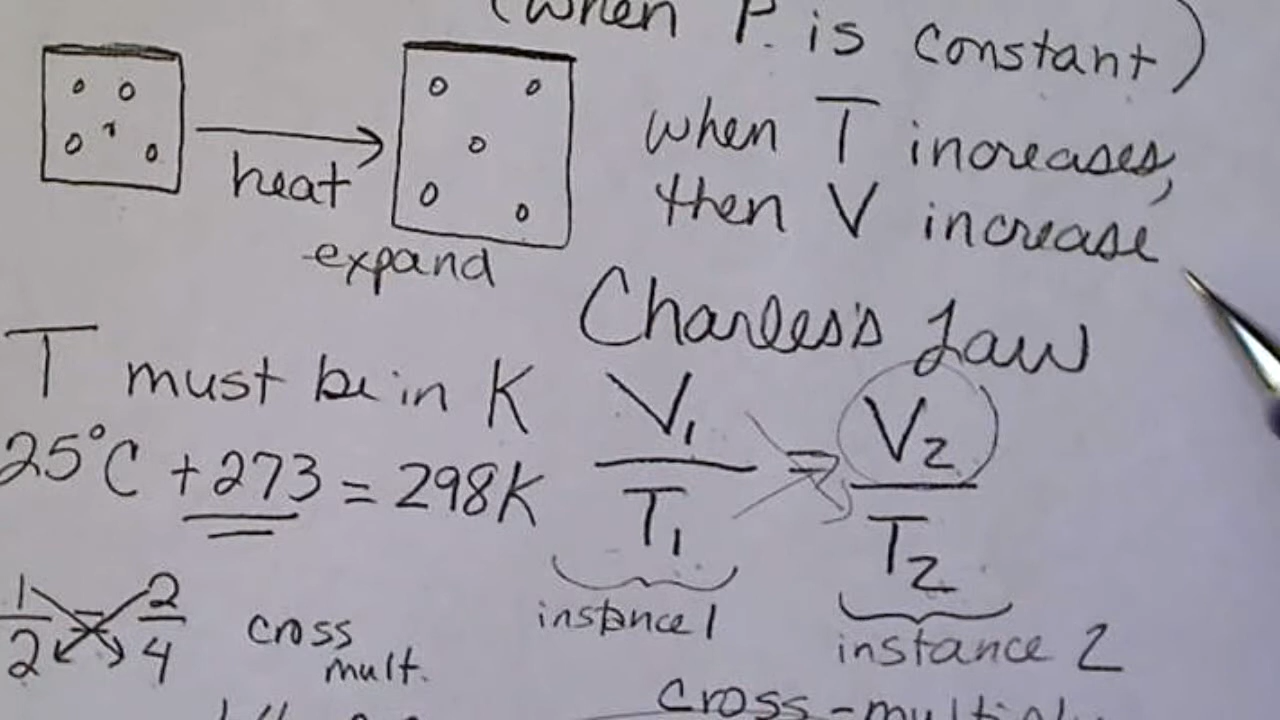 (when P. is constant)
when T increases,
then V increase
heat
expand
Charles's Law
T must be in K
25°C + 273 = 298K
V₁/T₁ = V₂/T₂
instance 1
instance 2
1/2 = 2/4
cross
mult.